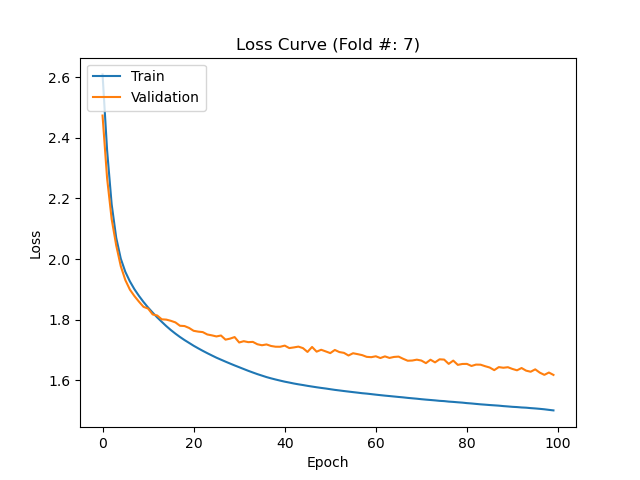 Loss Curve (Fold #: 7)
Train
Validation
2.6
2.4
2.2
2.0
1.8
1.6
Loss
0 20 40 60 80 100
Epoch